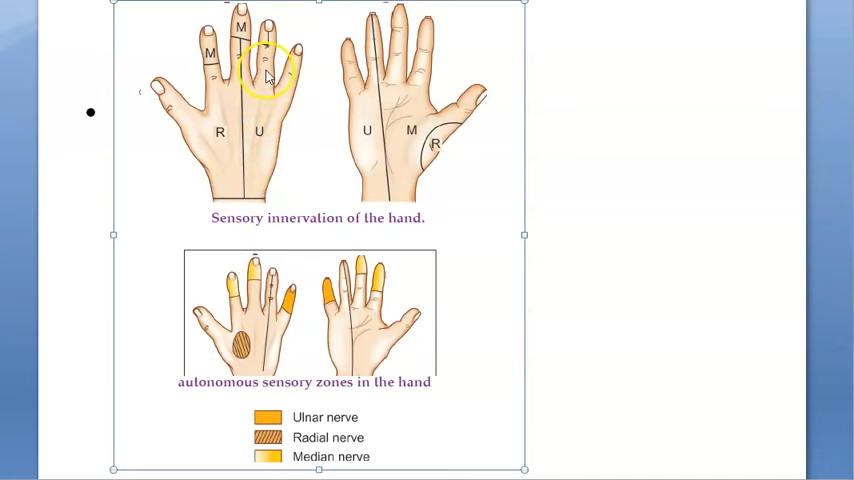 M
M
R
U
U
M
R
Sensory innervation of the hand.
autonomous sensory zones in the hand
Ulnar nerve
Radial nerve
Median nerve